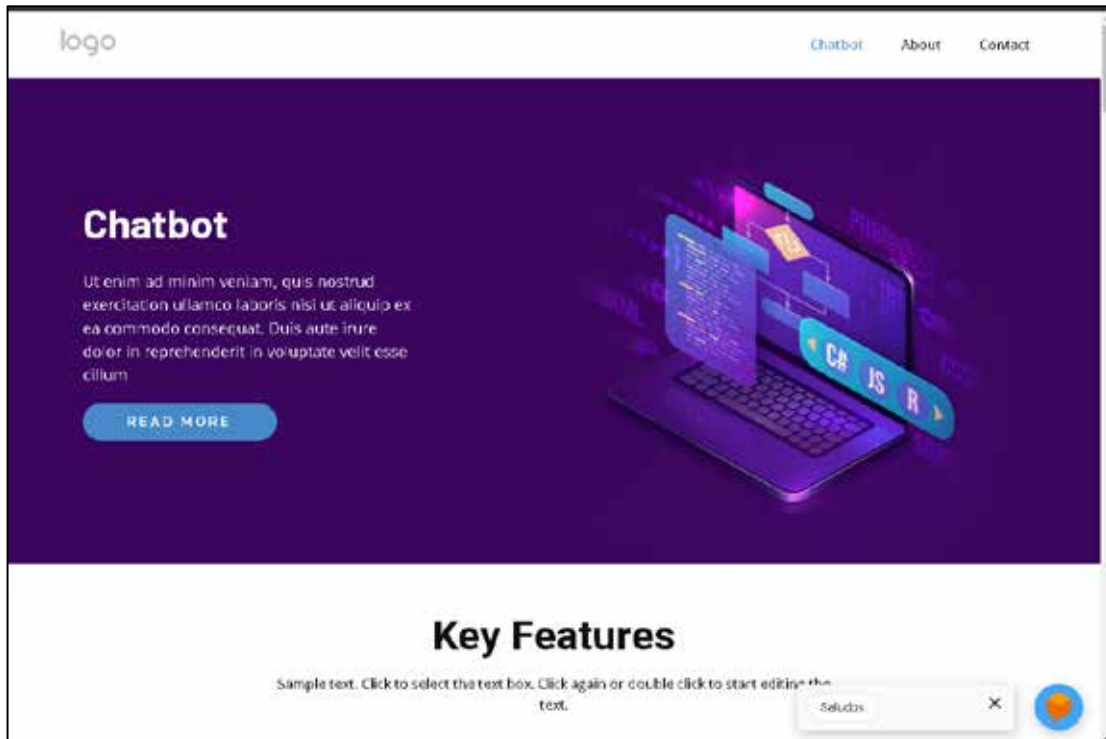 logo
Chatbot About Contact
Chatbot
Ut enim ad minim veniam, quis nostrud
exercitation ullamco laboris nisi ut aliquip ex
ea commodo consequat. Duis aute irure
dolor in reprehenderit in voluptate velit esse
cillum
READ MORE
C# JS R
Key Features
Sample text. Click to select the text box. Click again or double click to start editing the
text.
Saludos